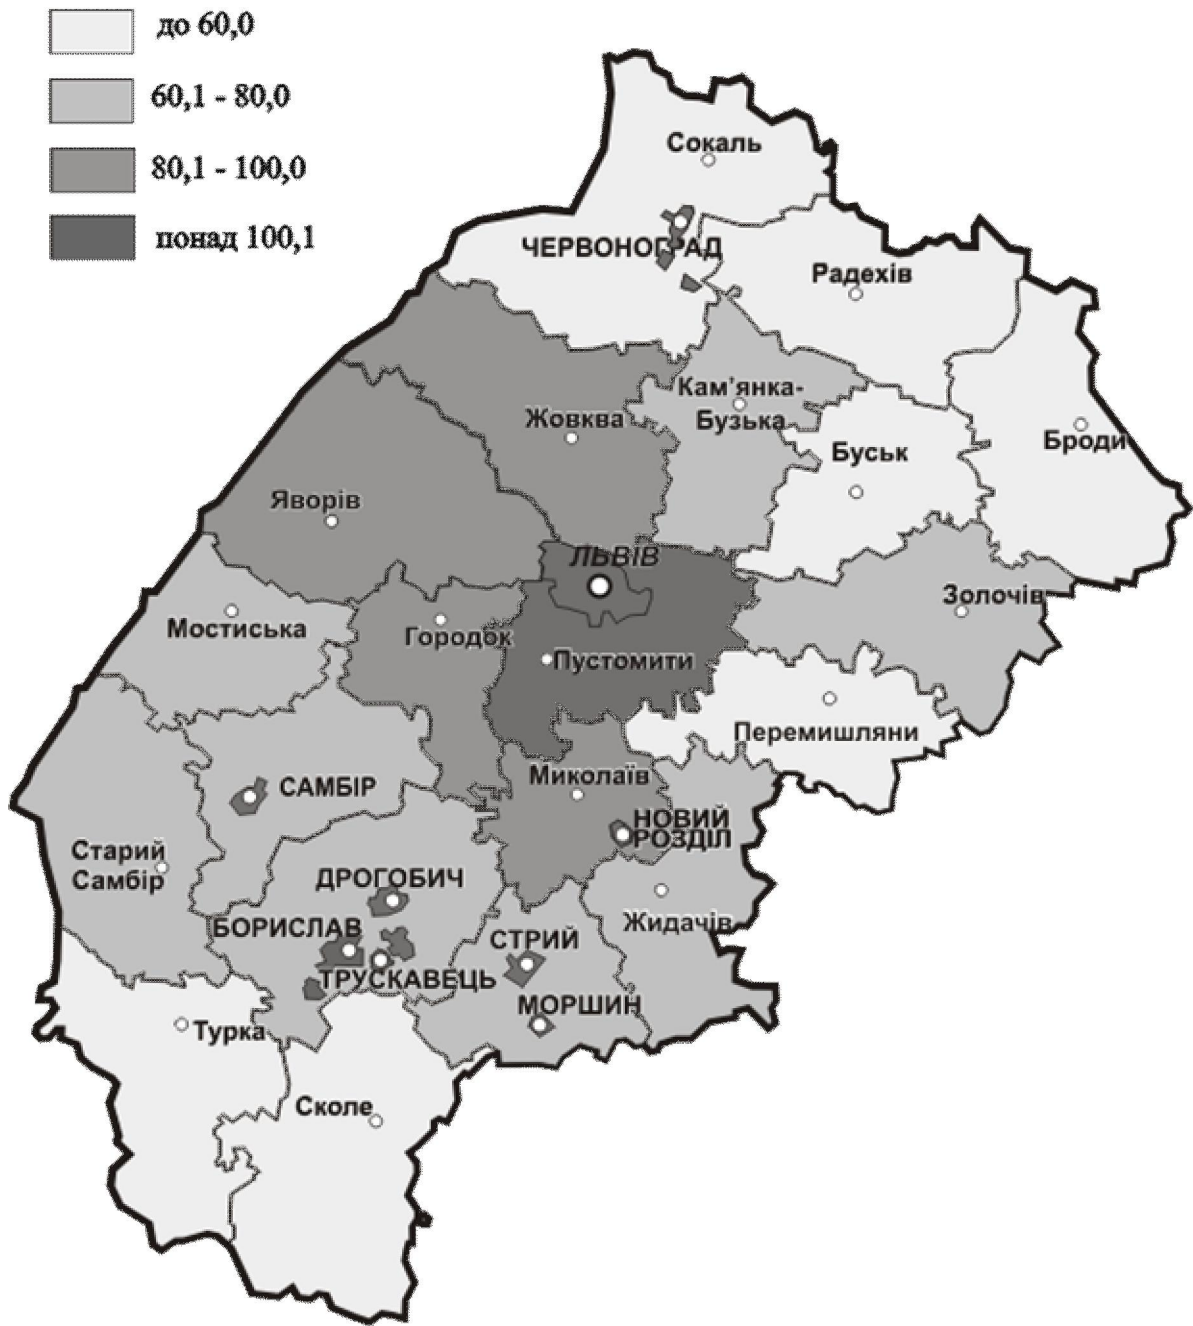 до 60,0
60,1 - 80,0
80,1 - 100,0
понад 100,1
Сокаль
ЧЕРВОНОГРАД
Радехів
Кам’янка-
Бузька
Жовква
Броди
Буськ
Яворів
ЛЬВІВ
Золочів
Мостиська
Городок
Пустомити
Перемишляни
Миколаїв
САМБІР
НОВИЙ
РОЗДІЛ
Старий
Самбір
ДРОГОБИЧ
Жидачів
БОРИСЛАВ
СТРИЙ
ТРУСКАВЕЦЬ
МОРШИН
Турка
Сколе